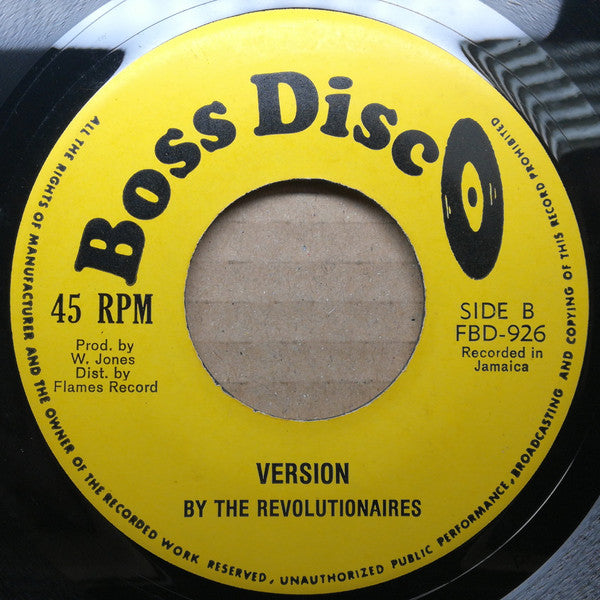 Boss Disc
45 RPM
Prod. by
W. Jones
Dist. by
Flames Record
SIDE B
FBD-926
Recorded in
Jamaica
VERSION
BY THE REVOLUTIONAIRES
ALL THE RIGHTS OF MANUFACTURER AND THE OWNER OF THE RECORDED WORK RESERVED, UNAUTHORIZED PUBLIC PERFORMANCE, BROADCASTING AND COPYING OF THIS RECORD PROHIBITED